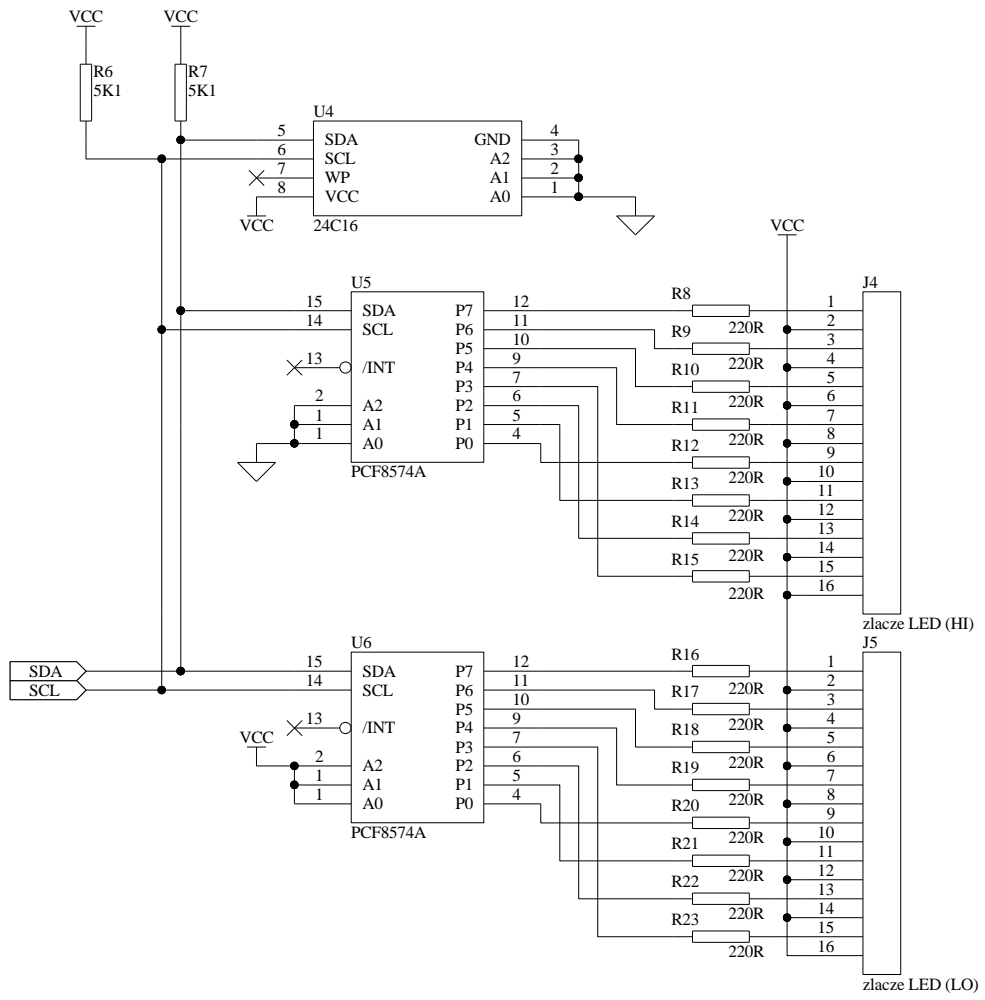 VCC VCC
R6
5K1
R7
5K1
U4
5 SDA GND 4
6 SCL A2 3
7 WP A1 2
8 VCC A0 1
VCC
24C16
VCC
U5
15 SDA P7 12
14 SCL P6 11
P5 10
13 /INT P4 9
P3 7
2 A2 P2 6
1 A1 P1 5
1 A0 P0 4
PCF8574A
R8
220R
R9
220R
R10
220R
R11
220R
R12
220R
R13
220R
R14
220R
R15
220R
J4
1
2
3
4
5
6
7
8
9
10
11
12
13
14
15
16
zlacze LED (HI)
SDA
SCL
U6
15 SDA P7 12
14 SCL P6 11
P5 10
13 /INT P4 9
VCC
P3 7
2 A2 P2 6
1 A1 P1 5
1 A0 P0 4
PCF8574A
R16
220R
R17
220R
R18
220R
R19
220R
R20
220R
R21
220R
R22
220R
R23
220R
J5
1
2
3
4
5
6
7
8
9
10
11
12
13
14
15
16
zlacze LED (LO)